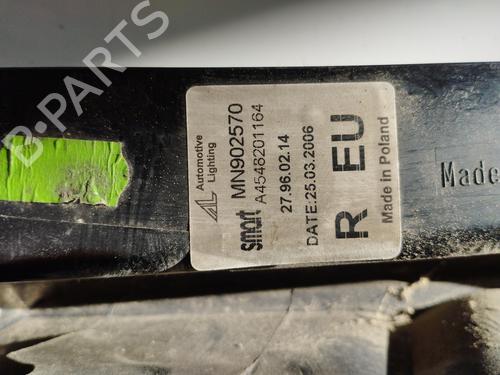 B-PARTS
AL Automotive
Lighting
smart MN902570
A4548201164
27.96.02.14
DATE:25.03.2006
R EU
Made in Poland
Made